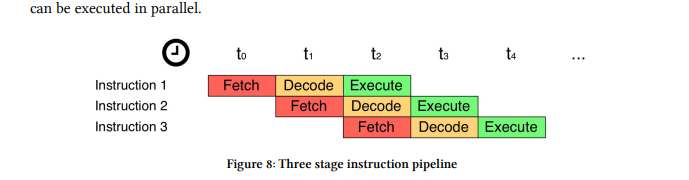 can be executed in parallel.
t₀ t₁ t₂ t₃ t₄ ...
Instruction 1 Fetch Decode Execute
Instruction 2 Fetch Decode Execute
Instruction 3 Fetch Decode Execute
Figure 8: Three stage instruction pipeline